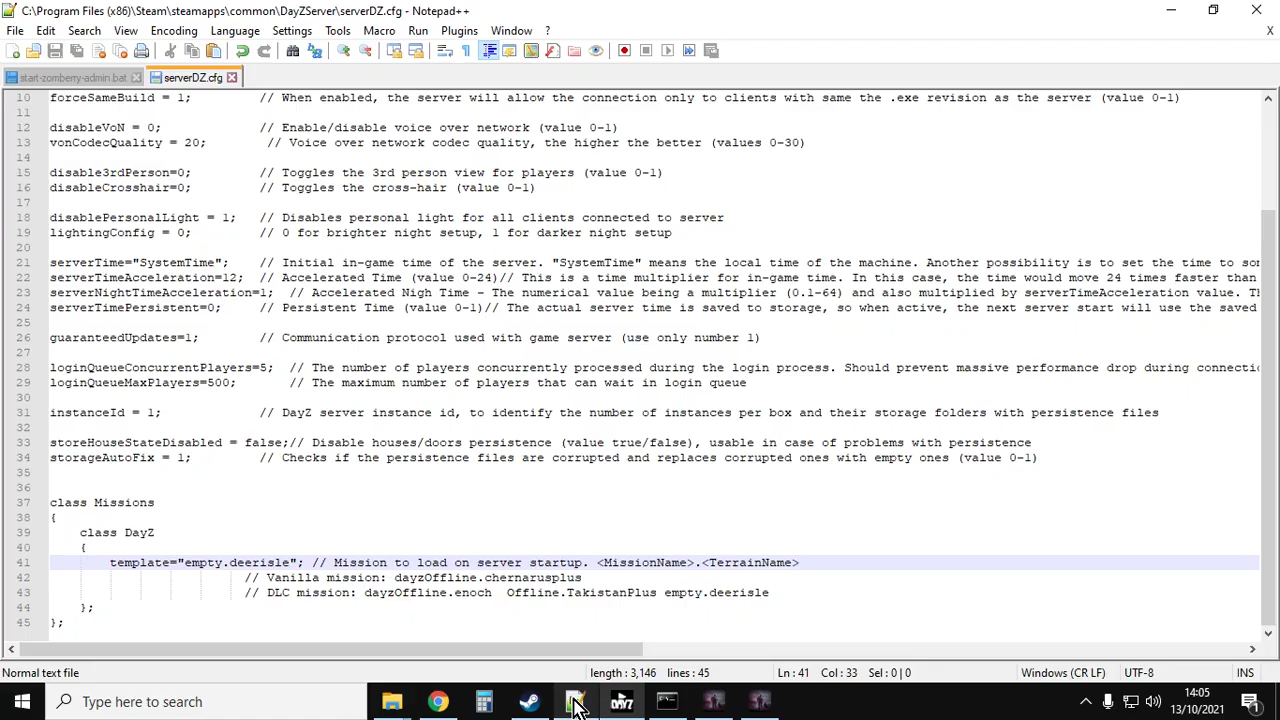 C:\Program Files (x86)\Steam\steamapps\common\DayZServer\serverDZ.cfg - Notepad++
File Edit Search View Encoding Language Settings Tools Macro Run Plugins Window ? X
start-zomberry-admin.bat serverDZ.cfg
10 forceSameBuild = 1; // When enabled, the server will allow the connection only to clients with same the .exe revision as the server (value 0-1)
11
12 disableVoN = 0; // Enable/disable voice over network (value 0-1)
13 vonCodecQuality = 20; // Voice over network codec quality, the higher the better (values 0-30)
14
15 disable3rdPerson=0; // Toggles the 3rd person view for players (value 0-1)
16 disableCrosshair=0; // Toggles the cross-hair (value 0-1)
17
18 disablePersonalLight = 1; // Disables personal light for all clients connected to server
19 lightingConfig = 0; // 0 for brighter night setup, 1 for darker night setup
20
21 serverTime="SystemTime"; // Initial in-game time of the server. "SystemTime" means the local time of the machine. Another possibility is to set the time to so
22 serverTimeAcceleration=12; // Accelerated Time (value 0-24)// This is a time multiplier for in-game time. In this case, the time would move 24 times faster than
23 serverNightTimeAcceleration=1; // Accelerated Nigh Time - The numerical value being a multiplier (0.1-64) and also multiplied by serverTimeAcceleration value. Th
24 serverTimePersistent=0; // Persistent Time (value 0-1)// The actual server time is saved to storage, so when active, the next server start will use the saved
25
26 guaranteedUpdates=1; // Communication protocol used with game server (use only number 1)
27
28 loginQueueConcurrentPlayers=5; // The number of players concurrently processed during the login process. Should prevent massive performance drop during connecti
29 loginQueueMaxPlayers=500; // The maximum number of players that can wait in login queue
30
31 instanceId = 1; // DayZ server instance id, to identify the number of instances per box and their storage folders with persistence files
32
33 storeHouseStateDisabled = false;// Disable houses/doors persistence (value true/false), usable in case of problems with persistence
34 storageAutoFix = 1; // Checks if the persistence files are corrupted and replaces corrupted ones with empty ones (value 0-1)
35
36
37 class Missions
38 {
39 class DayZ
40 {
41 template="empty.deerisle"; // Mission to load on server startup. <MissionName>.<TerrainName>
42 // Vanilla mission: dayzOffline.chernarusplus
43 // DLC mission: dayzOffline.enoch Offline.TakistanPlus empty.deerisle
44 };
45 };
Normal text file length : 3,146 lines : 45 Ln : 41 Col : 33 Sel : 0 | 0 Windows (CR LF) UTF-8 INS
Type here to search DAYZ 14:05
13/10/2021 1